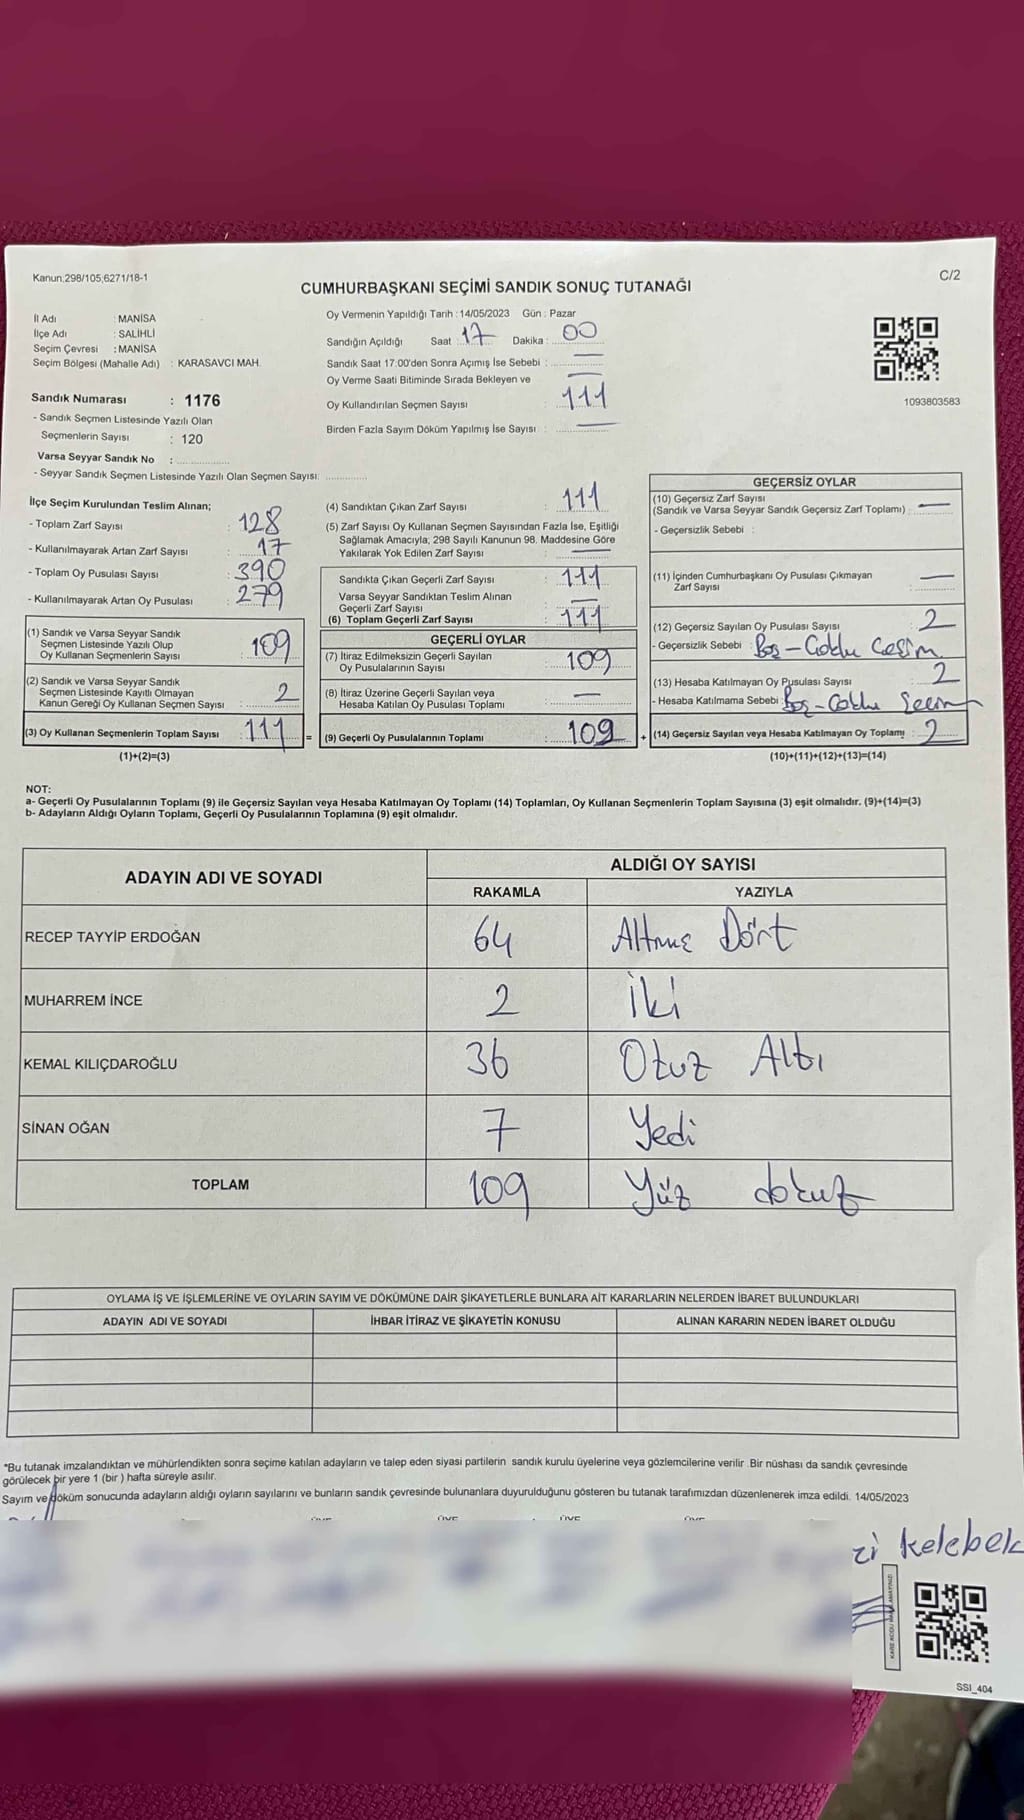 Kanun:298/105;6271/18-1
C/2
CUMHURBAŞKANI SEÇİMİ SANDIK SONUÇ TUTANAĞI
İl Adı : MANİSA
İlçe Adı : SALİHLİ
Seçim Çevresi : MANİSA
Seçim Bölgesi (Mahalle Adı) : KARASAVCI MAH.
Sandık Numarası : 1176
- Sandık Seçmen Listesinde Yazılı Olan
Seçmenlerin Sayısı : 120
Varsa Seyyar Sandık No :
- Seyyar Sandık Seçmen Listesinde Yazılı Olan Seçmen Sayısı:
Oy Vermenin Yapıldığı Tarih : 14/05/2023 Gün : Pazar
Sandığın Açıldığı Saat : 17 Dakika : 00
Sandık Saat 17:00'den Sonra Açımış İse Sebebi : —
Oy Verme Saati Bitiminde Sırada Bekleyen ve —
Oy Kullandırılan Seçmen Sayısı : 111
Birden Fazla Sayım Döküm Yapılmış İse Sayısı : —
1093803583
İlçe Seçim Kurulundan Teslim Alınan;
- Toplam Zarf Sayısı : 128
- Kullanılmayarak Artan Zarf Sayısı : 17
- Toplam Oy Pusulası Sayısı : 390
- Kullanılmayarak Artan Oy Pusulası : 279
(1) Sandık ve Varsa Seyyar Sandık
Seçmen Listesinde Yazılı Olup
Oy Kullanan Seçmenlerin Sayısı : 109
(2) Sandık ve Varsa Seyyar Sandık
Seçmen Listesinde Kayıtlı Olmayan
Kanun Gereği Oy Kullanan Seçmen Sayısı : 2
(3) Oy Kullanan Seçmenlerin Toplam Sayısı : 111 =
(1)+(2)=(3)
(4) Sandıktan Çıkan Zarf Sayısı : 111
(5) Zarf Sayısı Oy Kullanan Seçmen Sayısından Fazla İse, Eşitliği
Sağlamak Amacıyla; 298 Sayılı Kanunun 98. Maddesine Göre
Yakılarak Yok Edilen Zarf Sayısı : —
Sandıkta Çıkan Geçerli Zarf Sayısı : 111
Varsa Seyyar Sandıktan Teslim Alınan
Geçerli Zarf Sayısı : —
(6) Toplam Geçerli Zarf Sayısı : 111
GEÇERLİ OYLAR
(7) İtiraz Edilmeksizin Geçerli Sayılan
Oy Pusulalarının Sayısı : 109
(8) İtiraz Üzerine Geçerli Sayılan veya
Hesaba Katılan Oy Pusulası Toplamı : —
(9) Geçerli Oy Pusulalarının Toplamı : 109 +
GEÇERSİZ OYLAR
(10) Geçersiz Zarf Sayısı
(Sandık ve Varsa Seyyar Sandık Geçersiz Zarf Toplamı) : —
- Geçersizlik Sebebi :
(11) İçinden Cumhurbaşkanı Oy Pusulası Çıkmayan
Zarf Sayısı : —
(12) Geçersiz Sayılan Oy Pusulası Sayısı : 2
- Geçersizlik Sebebi : Boş-Çoklu Seçim
(13) Hesaba Katılmayan Oy Pusulası Sayısı : 2
- Hesaba Katılmama Sebebi : Boş-Çoklu Seçim
(14) Geçersiz Sayılan veya Hesaba Katılmayan Oy Toplamı : 2
(10)+(11)+(12)+(13)=(14)
NOT:
a- Geçerli Oy Pusulalarının Toplamı (9) ile Geçersiz Sayılan veya Hesaba Katılmayan Oy Toplamı (14) Toplamları, Oy Kullanan Seçmenlerin Toplam Sayısına (3) eşit olmalıdır. (9)+(14)=(3)
b- Adayların Aldığı Oyların Toplamı, Geçerli Oy Pusulalarının Toplamına (9) eşit olmalıdır.
ADAYIN ADI VE SOYADI
ALDIĞI OY SAYISI
RAKAMLA YAZIYLA
RECEP TAYYİP ERDOĞAN 64 Altmış Dört
MUHARREM İNCE 2 İki
KEMAL KILIÇDAROĞLU 36 Otuz Altı
SİNAN OĞAN 7 Yedi
TOPLAM 109 Yüz dokuz
OYLAMA İŞ VE İŞLEMLERİNE VE OYLARIN SAYIM VE DÖKÜMÜNE DAİR ŞİKAYETLERLE BUNLARA AİT KARARLARIN NELERDEN İBARET BULUNDUKLARI
ADAYIN ADI VE SOYADI İHBAR İTİRAZ VE ŞİKAYETİN KONUSU ALINAN KARARIN NEDEN İBARET OLDUĞU
*Bu tutanak imzalandıktan ve mühürlendikten sonra seçime katılan adayların ve talep eden siyasi partilerin sandık kurulu üyelerine veya gözlemcilerine verilir. Bir nüshası da sandık çevresinde
görülecek bir yere 1 (bir ) hafta süreyle asılır.
Sayım ve döküm sonucunda adayların aldığı oyların sayılarını ve bunların sandık çevresinde bulunanlara duyurulduğunu gösteren bu tutanak tarafımızdan düzenlenerek imza edildi. 14/05/2023
zi kelebek
SSI_404